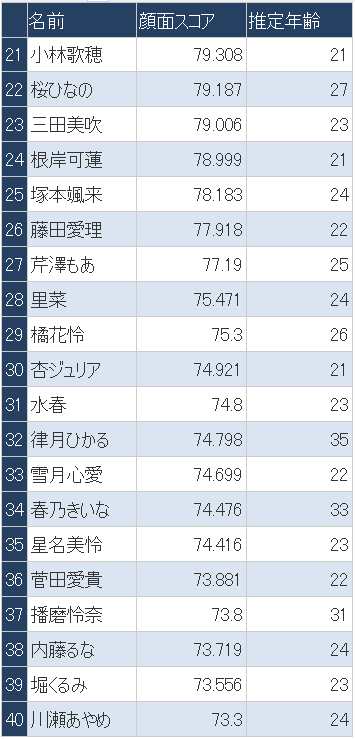 名前 顔面スコア 推定年齢
21 小林歌穂 79.308 21
22 桜ひなの 79.187 27
23 三田美吹 79.006 23
24 根岸可蓮 78.999 21
25 塚本颯来 78.183 24
26 藤田愛理 77.918 22
27 芹澤もあ 77.19 25
28 里菜 75.471 24
29 橘花怜 75.3 26
30 杏ジュリア 74.921 21
31 水春 74.8 23
32 律月ひかる 74.798 35
33 雪月心愛 74.699 22
34 春乃きいな 74.476 33
35 星名美怜 74.416 23
36 菅田愛貴 73.881 22
37 播磨怜奈 73.8 31
38 内藤るな 73.719 24
39 堀くるみ 73.556 23
40 川瀬あやめ 73.3 24